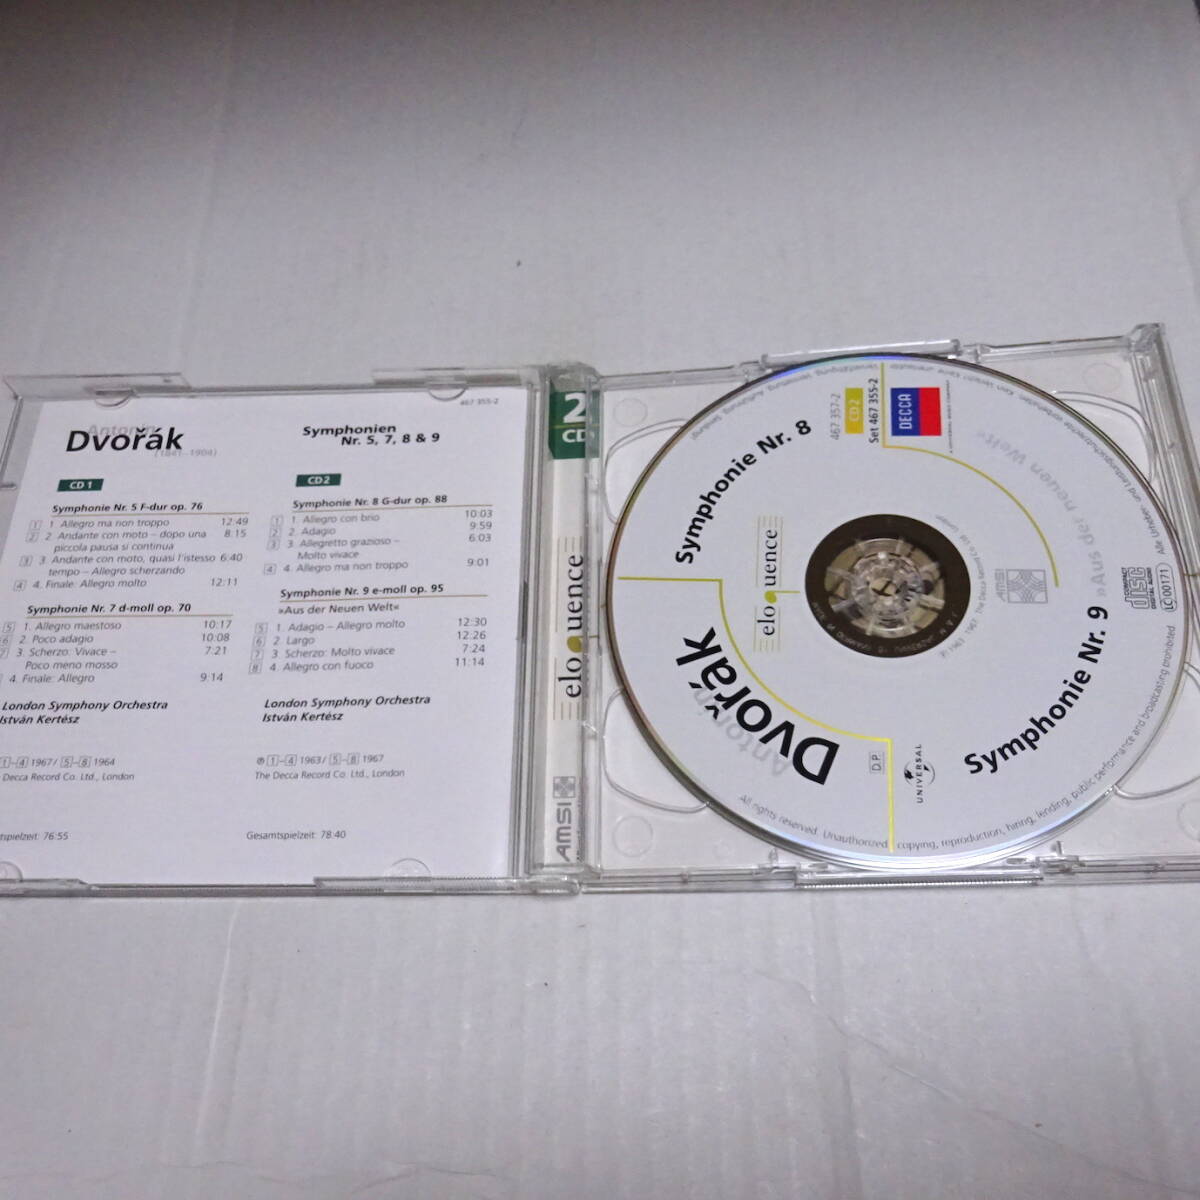 467 355-2
Antonín
Dvořák
(1841–1904)
Symphonien
Nr. 5, 7, 8 & 9
CD 1
Symphonie Nr. 5 F-dur op. 76
1 1 Allegro ma non troppo 12:49
2 2 Andante con moto – dopo una 8:15
piccola pausa si continua
3 3 Andante con moto, quasi l'istesso 6:40
tempo – Allegro scherzando
4 4. Finale: Allegro molto 12:11
Symphonie Nr. 7 d-moll op. 70
5 1. Allegro maestoso 10:17
6 2. Poco adagio 10:08
7 3. Scherzo: Vivace – 7:21
Poco meno mosso
4. Finale: Allegro 9:14
London Symphony Orchestra
István Kertész
1–4 1967/ 5–8 1964
Decca Record Co. Ltd., London
76:55
CD 2
Symphonie Nr. 8 G-dur op. 88
1 1. Allegro con brio 10:03
2 2. Adagio 9:59
3 3. Allegretto grazioso – 6:03
Molto vivace
4 4. Allegro ma non troppo 9:01
Symphonie Nr. 9 e-moll op. 95
»Aus der Neuen Welt«
5 1. Adagio – Allegro molto 12:30
6 2. Largo 12:26
7 3. Scherzo: Molto vivace 7:24
8 4. Allegro con fuoco 11:14
London Symphony Orchestra
István Kertész
℗ 1–4 1963/ 5–8 1967
The Decca Record Co. Ltd., London
Gesamtspielzeit: 78:40
2
CD
eloquence
AMSI
Symphonie Nr. 8
467 357-2
CD 2
Set 467 355-2
DECCA
eloquence
Antonín
Dvořák
D.P.
UNIVERSAL
Symphonie Nr. 9
»Aus der neuen Welt«
AMSI
COMPACT
disc
DIGITAL AUDIO
LC 00171
All rights reserved. Unauthorized copying, reproduction, hiring, lending, public performance and broadcasting prohibited.